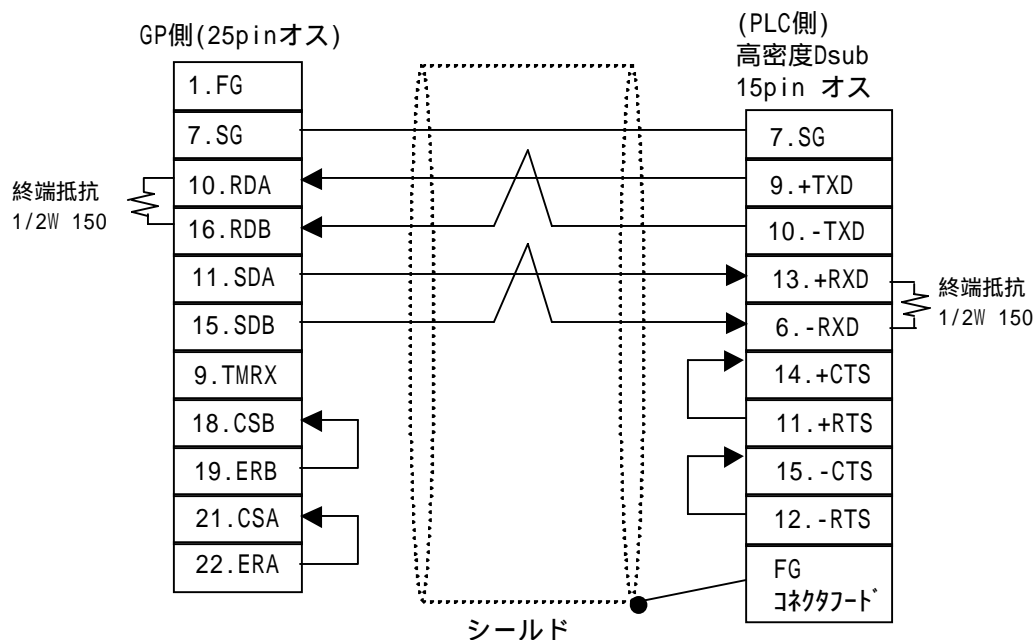 GP側(25pinオス)
1.FG
7.SG
10.RDA
16.RDB
11.SDA
15.SDB
9.TMRX
18.CSB
19.ERB
21.CSA
22.ERA
終端抵抗
1/2W 150
シールド
(PLC側)
高密度Dsub
15pin オス
7.SG
9.+TXD
10.-TXD
13.+RXD
6.-RXD
14.+CTS
11.+RTS
15.-CTS
12.-RTS
FG
コネクタフード
終端抵抗
1/2W 150